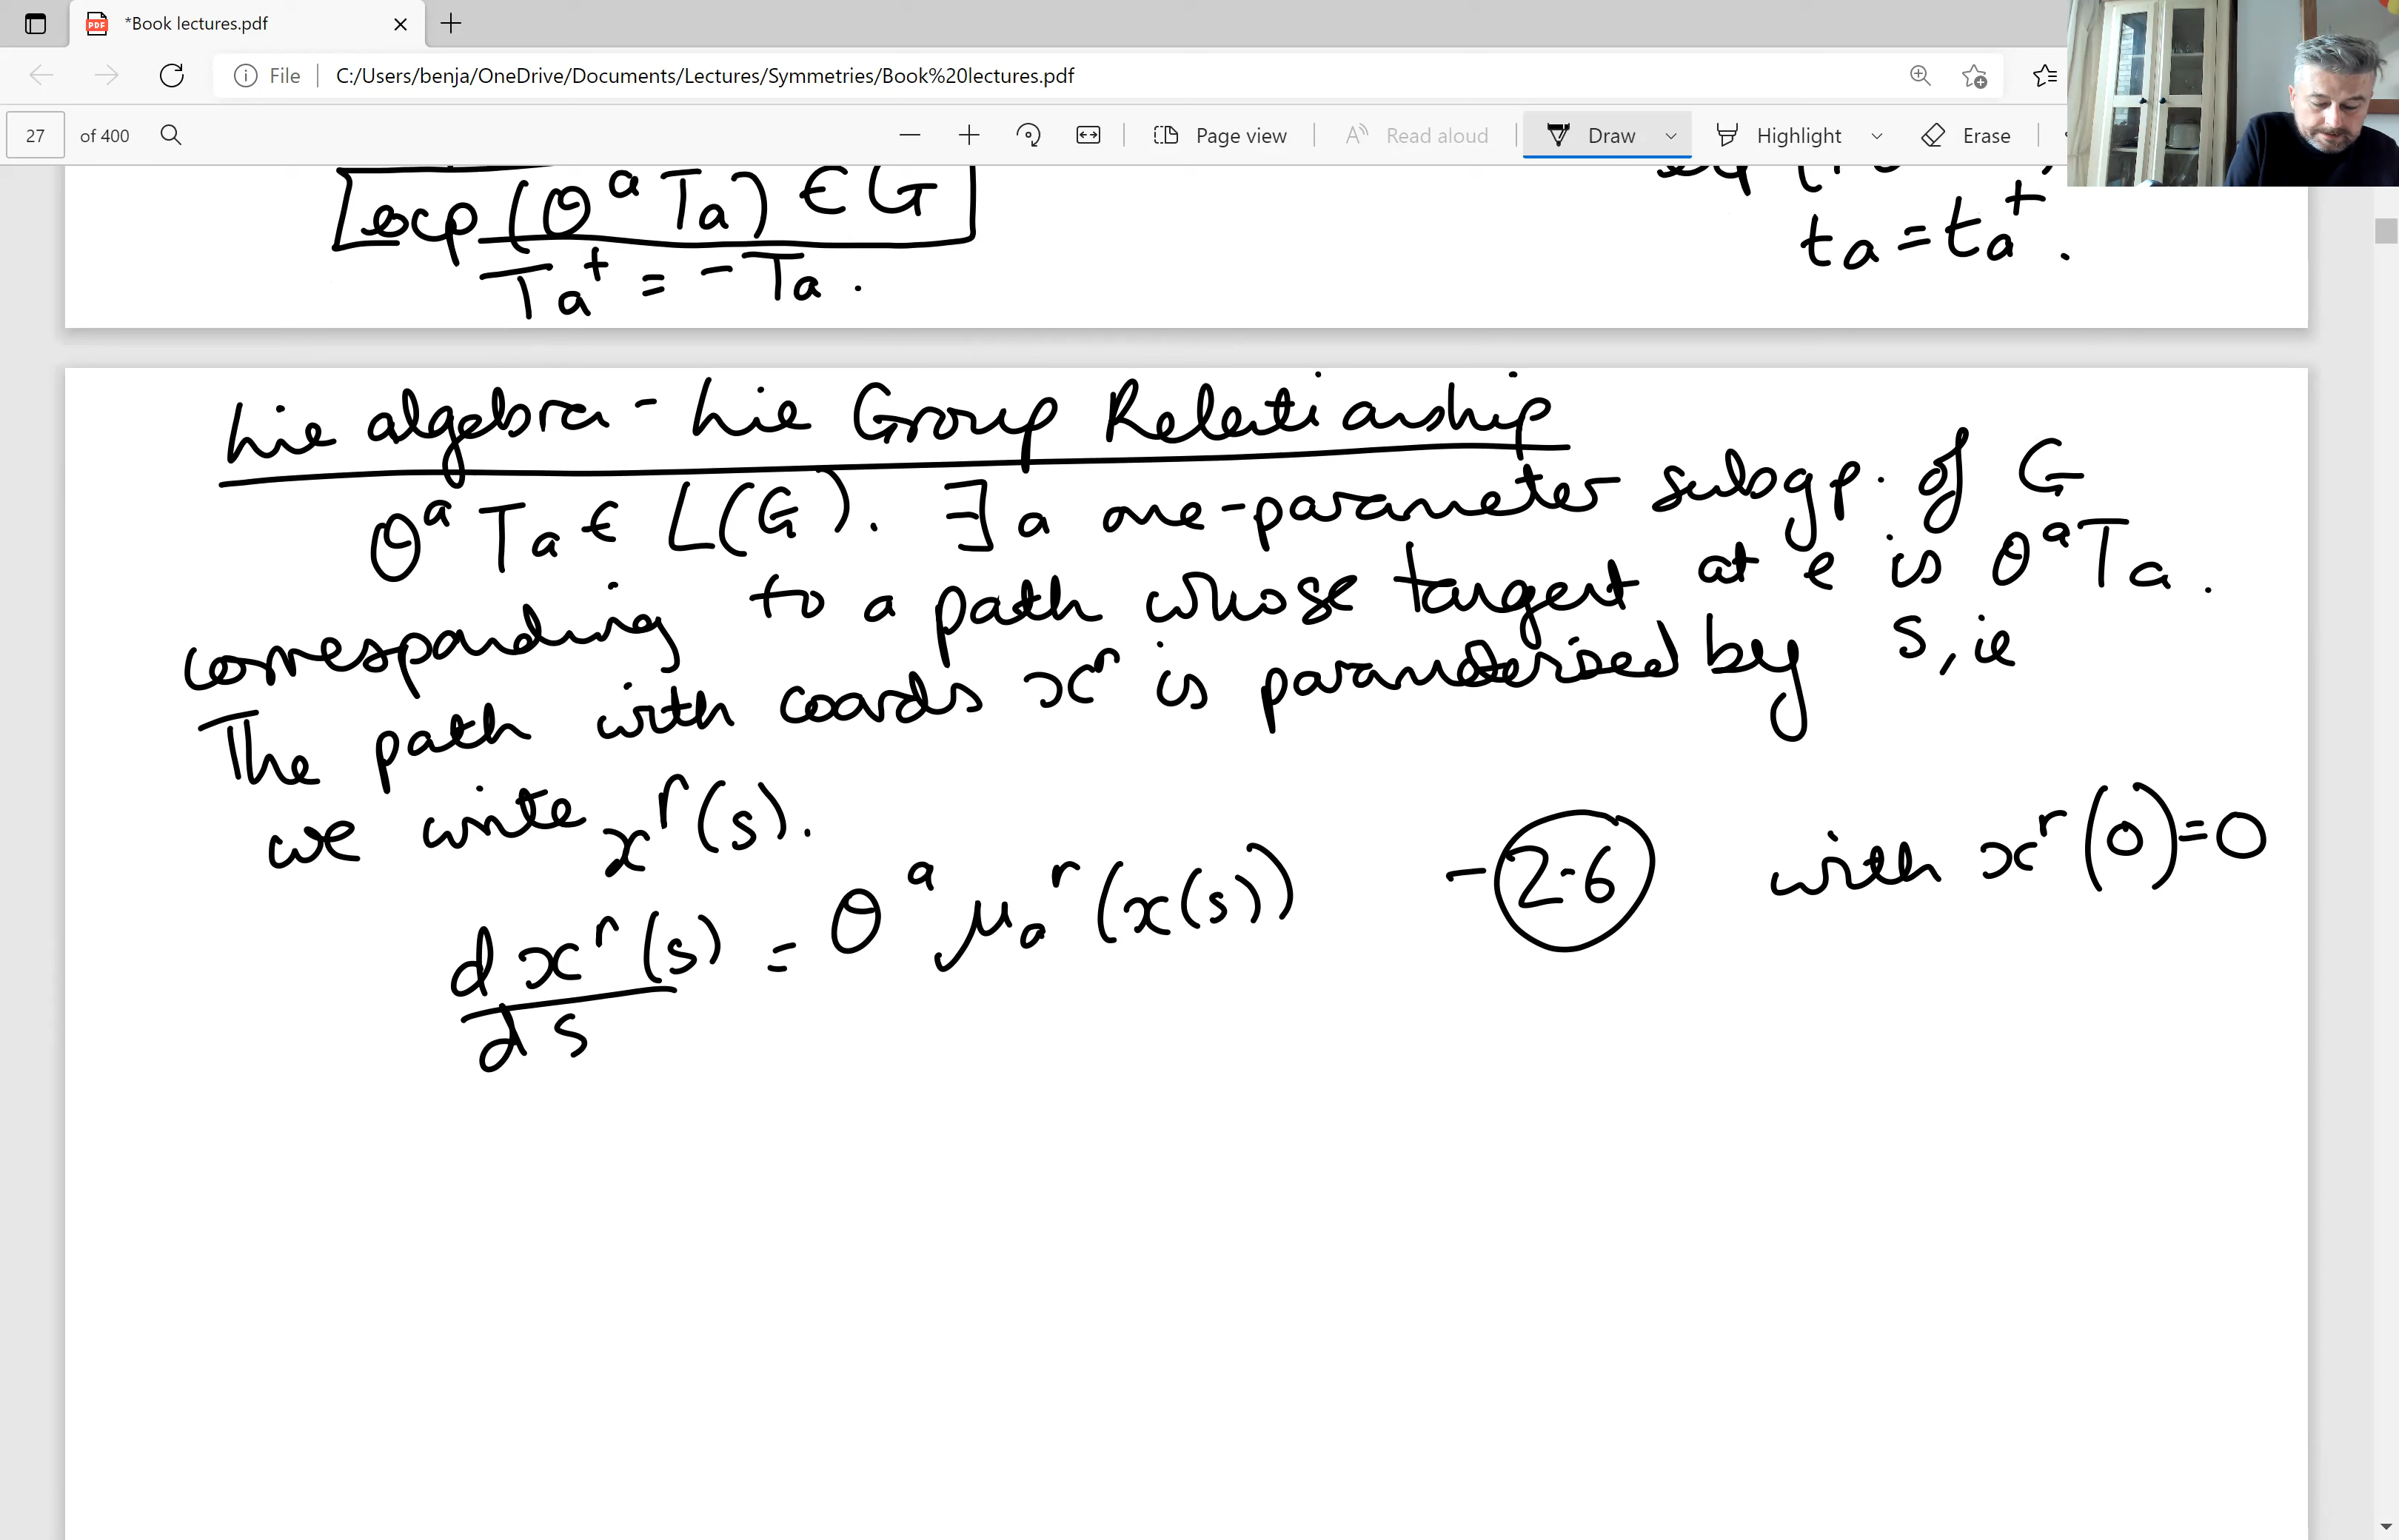 *Book lectures.pdf
File C:/Users/benja/OneDrive/Documents/Lectures/Symmetries/Book%20lectures.pdf
27 of 400 Page view Read aloud Draw Highlight Erase
exp(θ^a T_a) ∈ G
T_a^† = -T_a.
t_a = t_a^†.
Lie algebra - Lie Group Relationship
θ^a T_a ∈ L(G). ∃ a one-parameter subgp. of G
corresponding to a path whose tangent at e is θ^a T_a.
The path with coords x^r is parameterised by s, ie
we write x^r(s).
dx^r(s)/ds = θ^a μ_a^r(x(s)) - 2.6 with x^r(0)=0